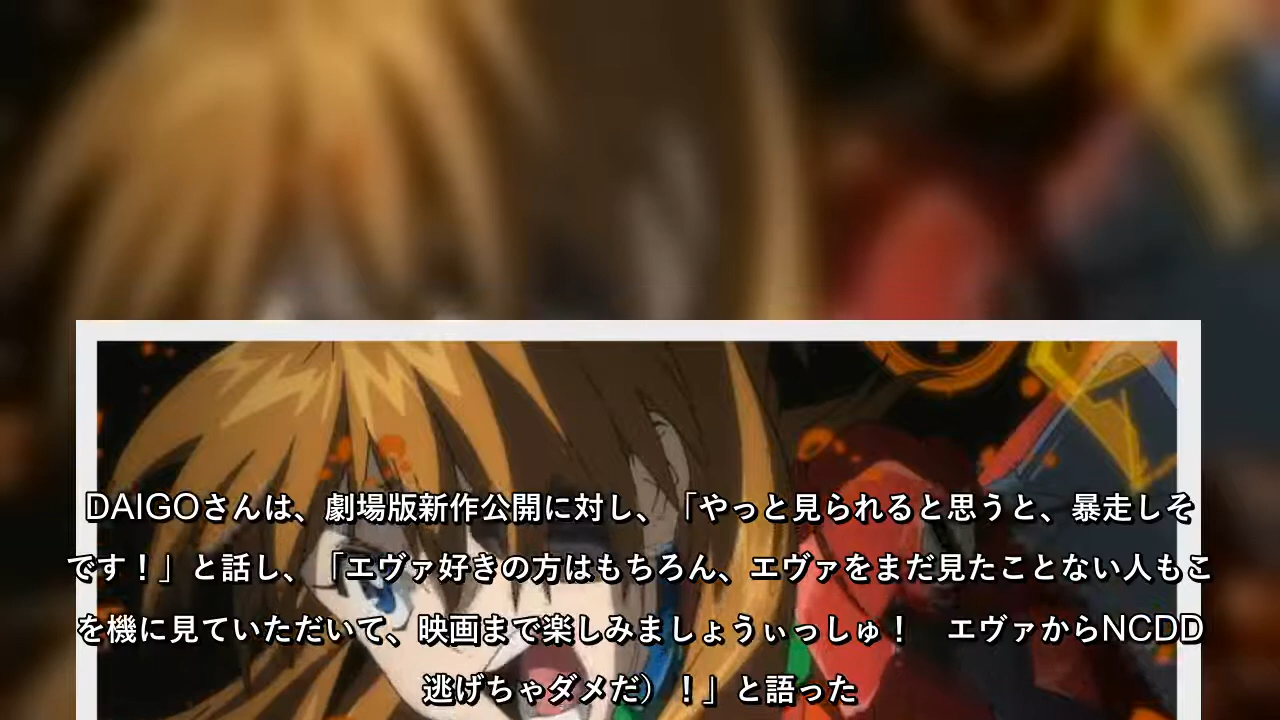 DAIGOさんは、劇場版新作公開に対し、「やっと見られると思うと、暴走しそ
です！」と話し、「エヴァ好きの方はもちろん、エヴァをまだ見たことない人もこ
を機に見ていただいて、映画まで楽しみましょうぃっしゅ！　エヴァからNCDD
逃げちゃダメだ）！」と語った